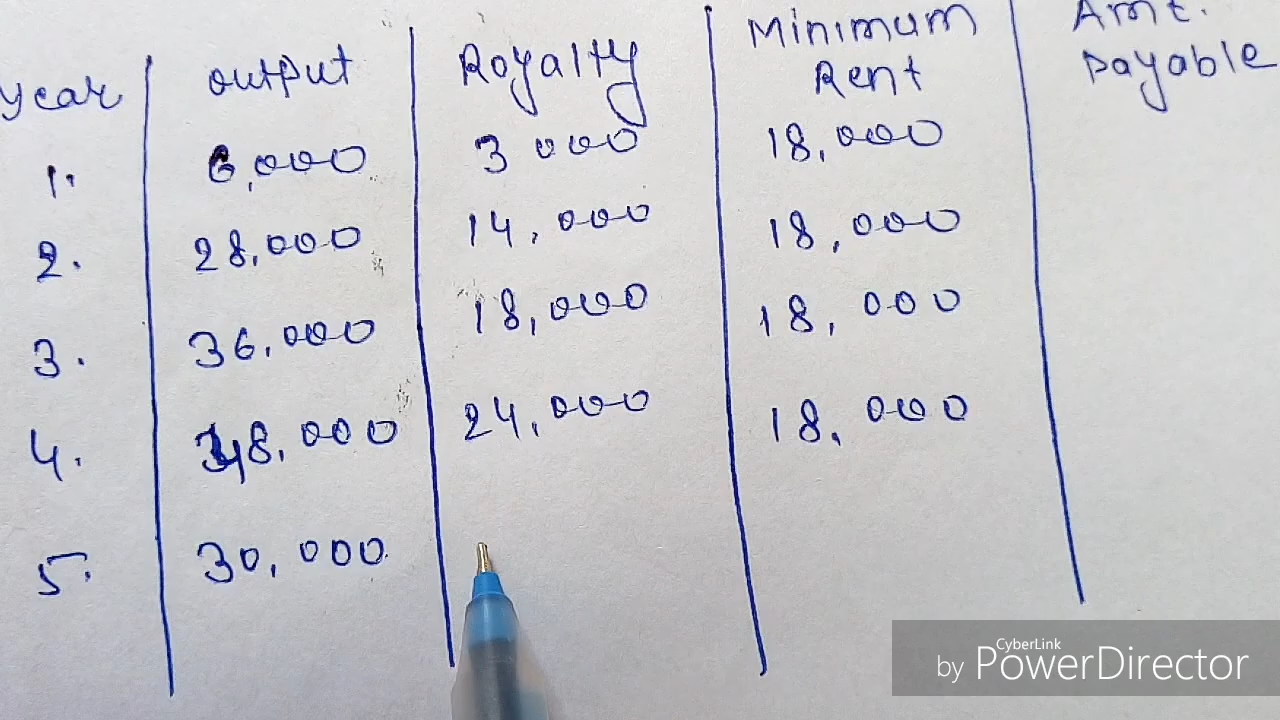 year output Royalty Minimum Rent Amt. Payable
1. 6,000 3 000 18,000
2. 28,000 14,000 18,000
3. 36,000 18,000 18,000
4. 48,000 24,000 18,000
5. 30,000
by CyberLink PowerDirector